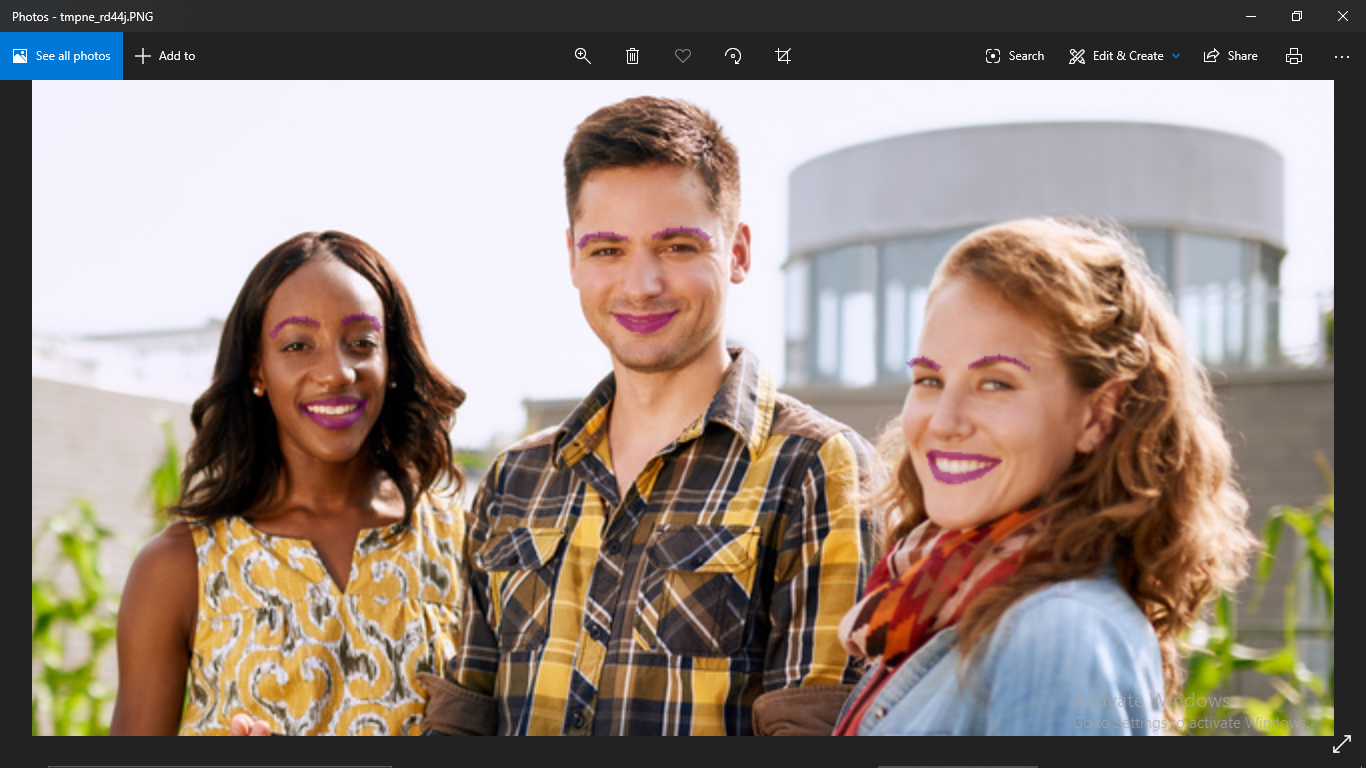 Photos - tmpne_rd44j.PNG
See all photos
Add to
Search
Edit & Create
Share
Activate Windows
Go to Settings to activate Windows.